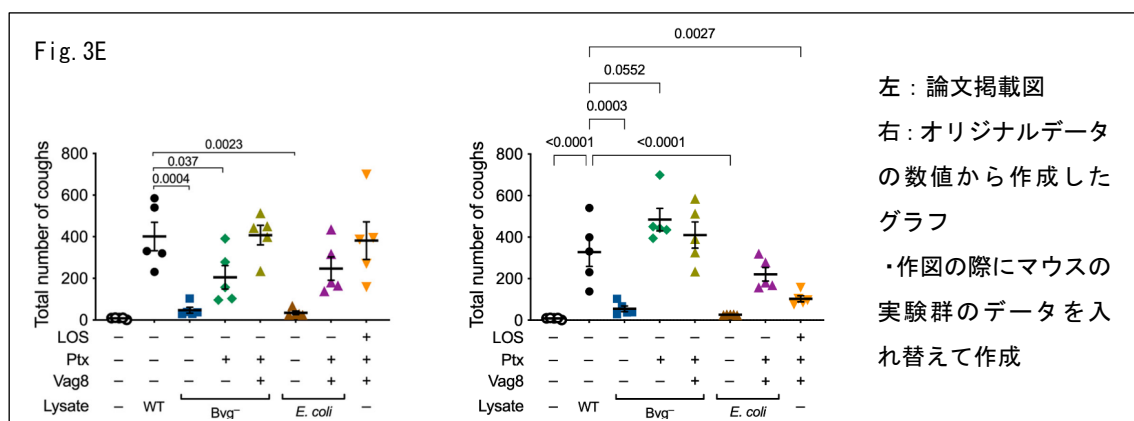 Fig.3E
Total number of coughs
800
600
400
200
0
0.0023
0.037
0.0004
LOS +
Ptx – – – + + – + +
Vag8 – – – – + – + +
Lysate – WT Bvg⁻ E. coli –
Total number of coughs
800
600
400
200
0
0.0027
0.0552
0.0003
<0.0001 <0.0001
LOS +
Ptx – – – + + – + +
Vag8 – – – – + – + +
Lysate – WT Bvg⁻ E. coli –
左：論文掲載図
右：オリジナルデータ
の数値から作成した
グラフ
・作図の際にマウスの
実験群のデータを入
れ替えて作成